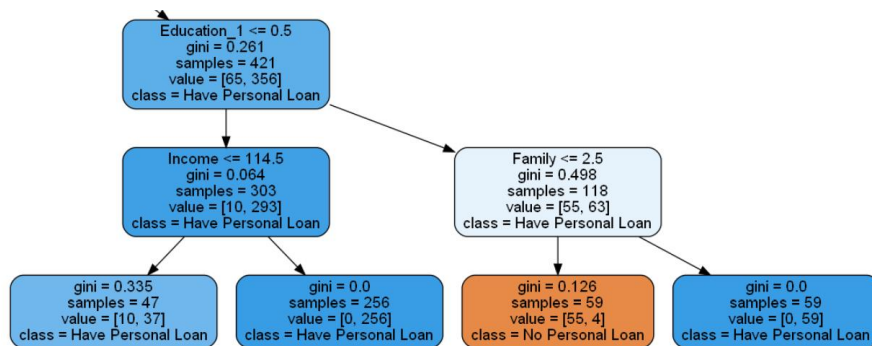 Education_1 <= 0.5
gini = 0.261
samples = 421
value = [65, 356]
class = Have Personal Loan
Income <= 114.5
gini = 0.064
samples = 303
value = [10, 293]
class = Have Personal Loan
Family <= 2.5
gini = 0.498
samples = 118
value = [55, 63]
class = Have Personal Loan
gini = 0.335
samples = 47
value = [10, 37]
class = Have Personal Loan
gini = 0.0
samples = 256
value = [0, 256]
class = Have Personal Loan
gini = 0.126
samples = 59
value = [55, 4]
class = No Personal Loan
gini = 0.0
samples = 59
value = [0, 59]
class = Have Personal Loan